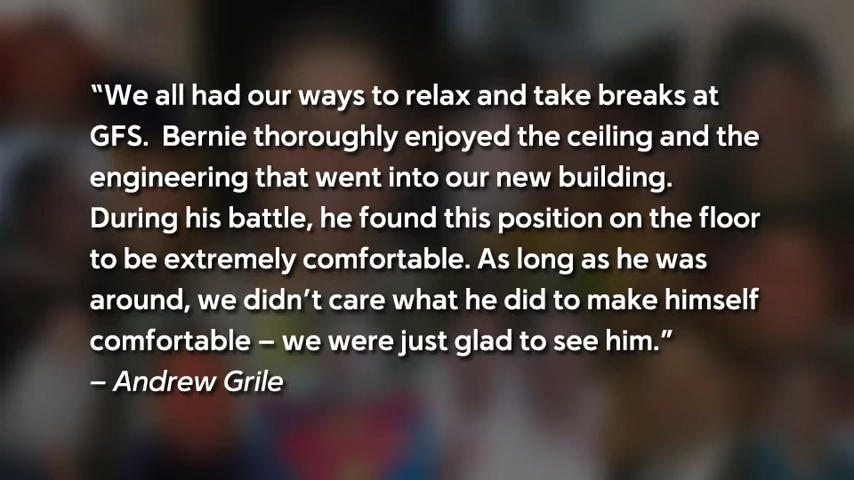 “We all had our ways to relax and take breaks at
GFS.  Bernie thoroughly enjoyed the ceiling and the
engineering that went into our new building.
During his battle, he found this position on the floor
to be extremely comfortable. As long as he was
around, we didn’t care what he did to make himself
comfortable – we were just glad to see him.”
– Andrew Grile